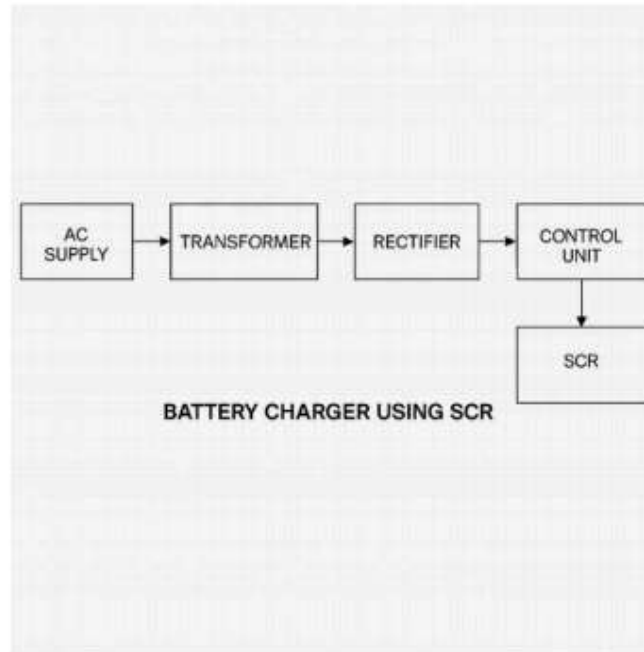 AC
SUPPLY
TRANSFORMER
RECTIFIER
CONTROL
UNIT
SCR
BATTERY CHARGER USING SCR